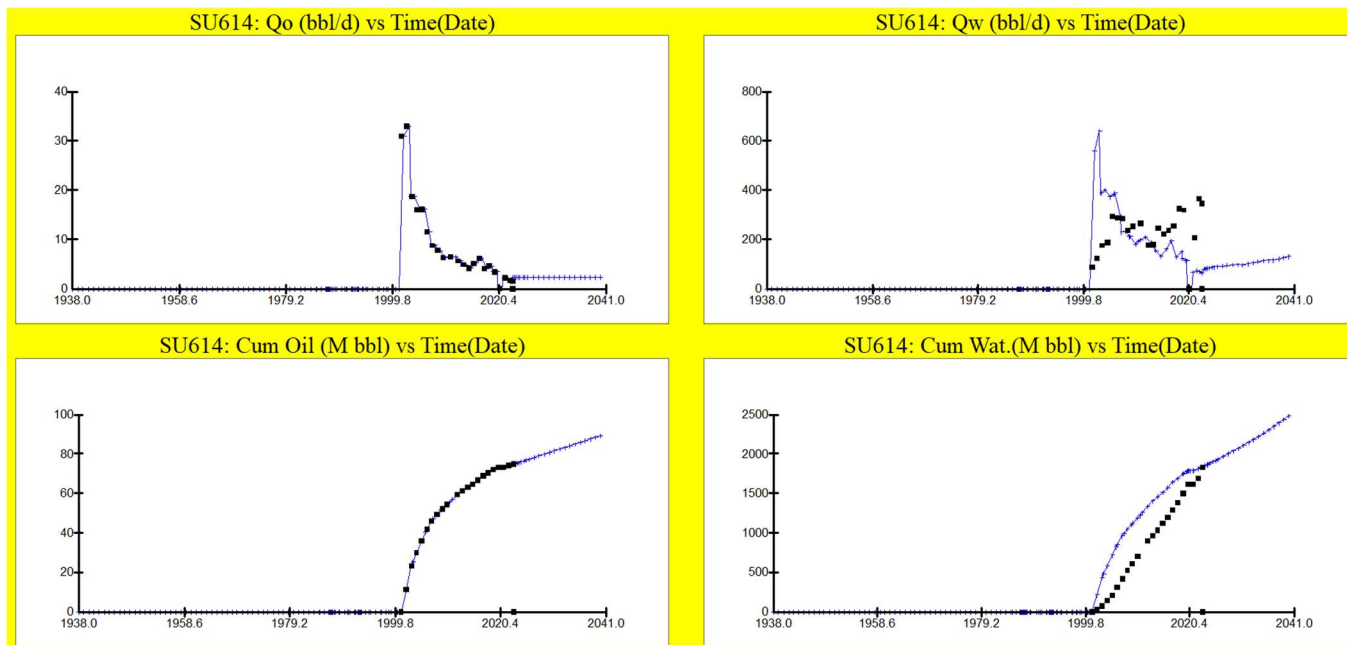 SU614: Qo (bbl/d) vs Time(Date)
40
30
20
10
0
1938.0 1958.6 1979.2 1999.8 2020.4 2041.0
SU614: Qw (bbl/d) vs Time(Date)
800
600
400
200
0
1938.0 1958.6 1979.2 1999.8 2020.4 2041.0
SU614: Cum Oil (M bbl) vs Time(Date)
100
80
60
40
20
0
1938.0 1958.6 1979.2 1999.8 2020.4 2041.0
SU614: Cum Wat.(M bbl) vs Time(Date)
2500
2000
1500
1000
500
0
1938.0 1958.6 1979.2 1999.8 2020.4 2041.0